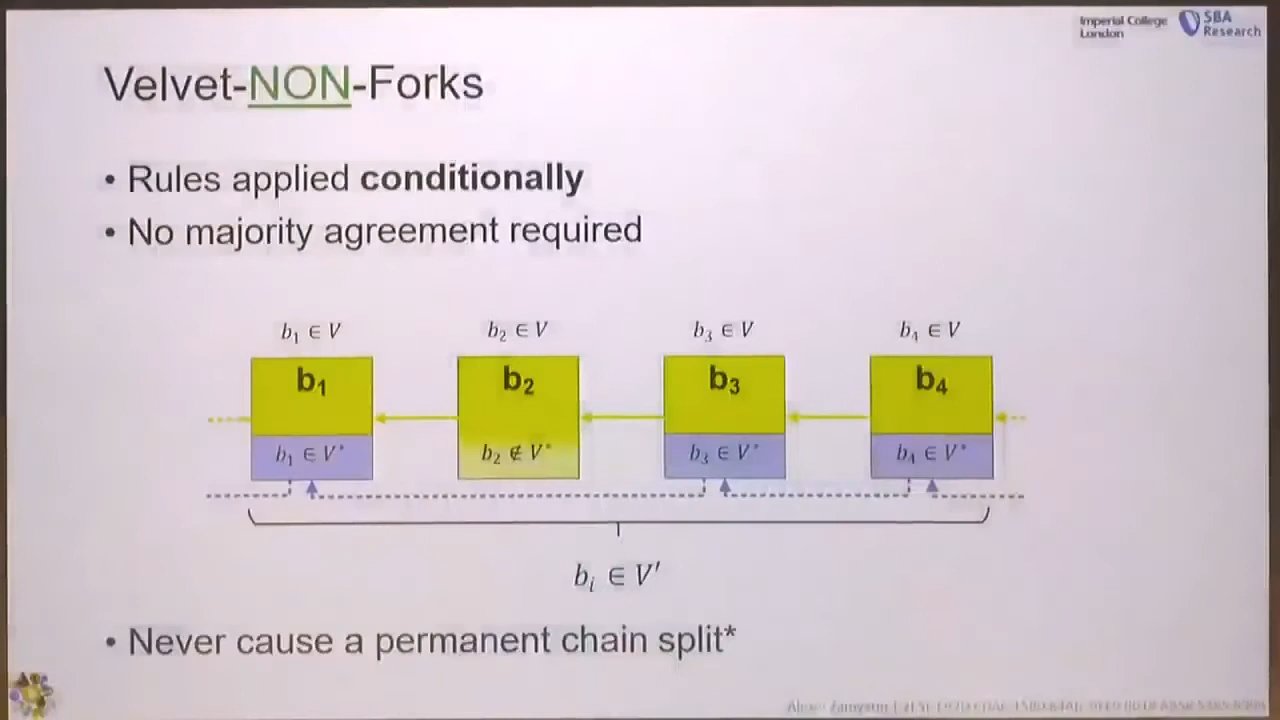 Imperial College
London
SBA
Research
Velvet-NON-Forks
• Rules applied conditionally
• No majority agreement required
b₁ ∈ V
b₂ ∈ V
b₃ ∈ V
b₄ ∈ V
b₁
b₂
b₃
b₄
b₁ ∈ V*
b₂ ∉ V*
b₃ ∈ V*
b₄ ∈ V*
bᵢ ∈ V′
• Never cause a permanent chain split*